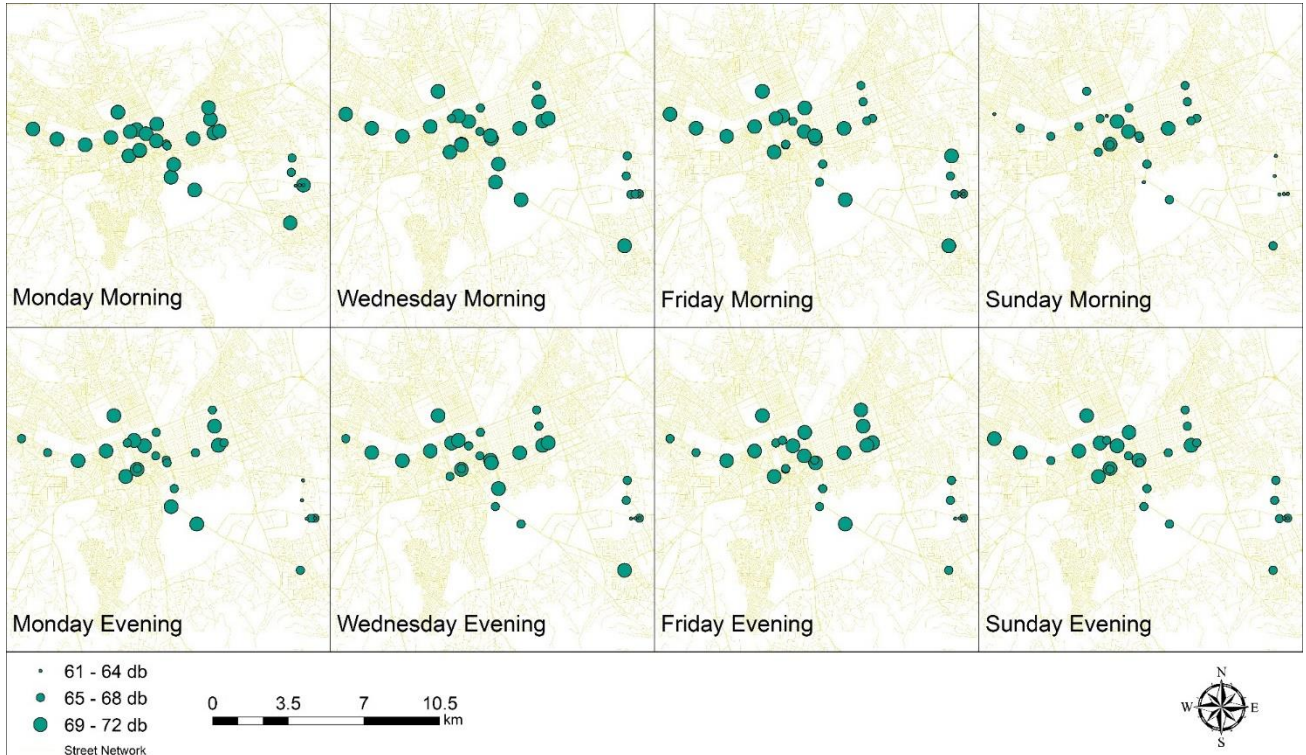 Monday Morning
Wednesday Morning
Friday Morning
Sunday Morning
Monday Evening
Wednesday Evening
Friday Evening
Sunday Evening
61 - 64 db
65 - 68 db
69 - 72 db
Street Network
0 3.5 7 10.5
km
N
W E
S